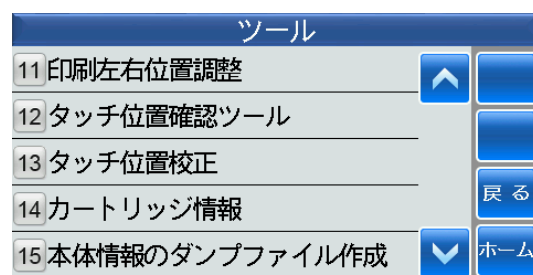 ツール
11 印刷左右位置調整
12 タッチ位置確認ツール
13 タッチ位置校正
14 カートリッジ情報
15 本体情報のダンプファイル作成
戻る
ホーム